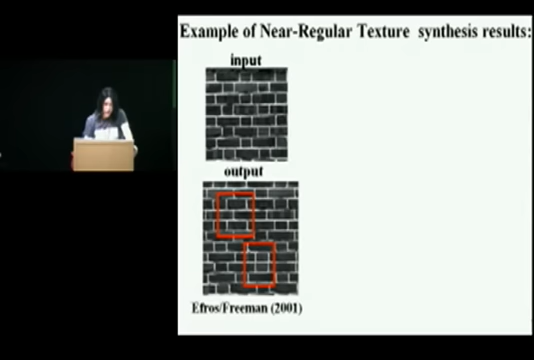 Example of Near-Regular Texture synthesis results:
input
output
Efros/Freeman (2001)